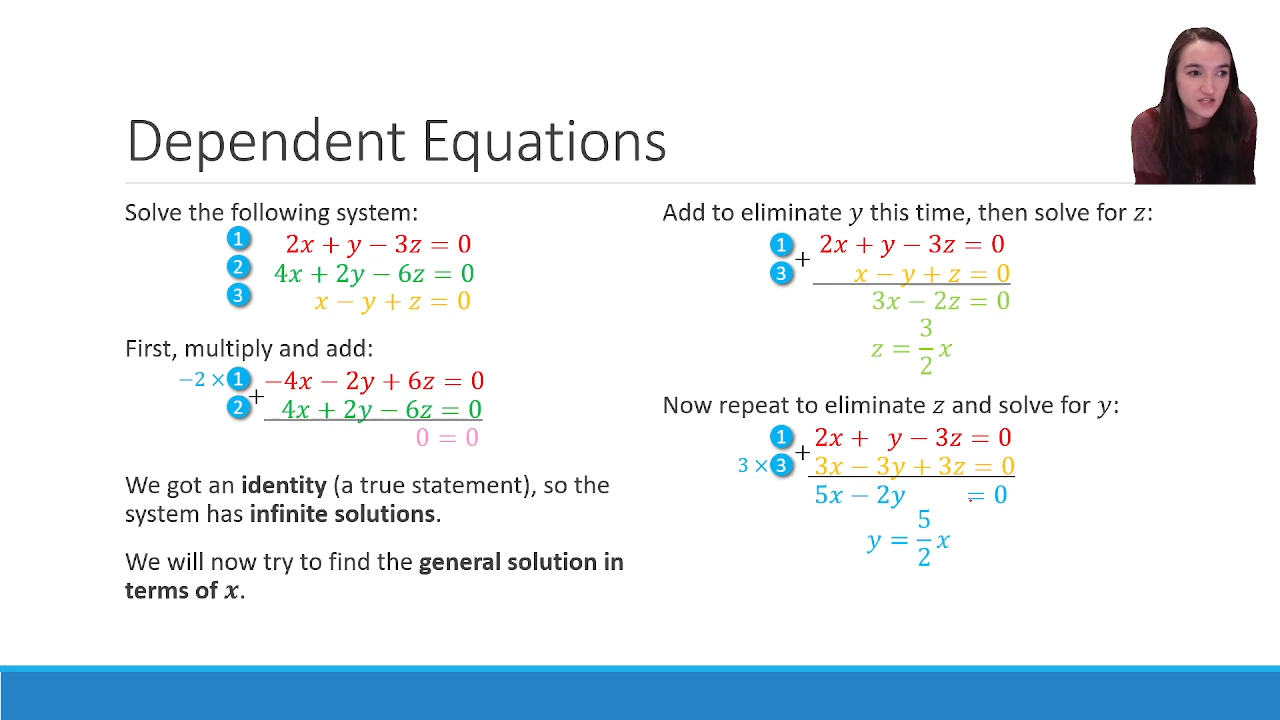 Dependent Equations
Solve the following system:
1 2x + y − 3z = 0
2 4x + 2y − 6z = 0
3 x − y + z = 0
First, multiply and add:
−2 × 1 −4x − 2y + 6z = 0
+
2 4x + 2y − 6z = 0
0 = 0
We got an identity (a true statement), so the
system has infinite solutions.
We will now try to find the general solution in
terms of x.
Add to eliminate y this time, then solve for z:
1 2x + y − 3z = 0
+
3 x − y + z = 0
3x − 2z = 0
z = 3/2 x
Now repeat to eliminate z and solve for y:
1 2x + y − 3z = 0
+
3 × 3 3x − 3y + 3z = 0
5x − 2y = 0
y = 5/2 x